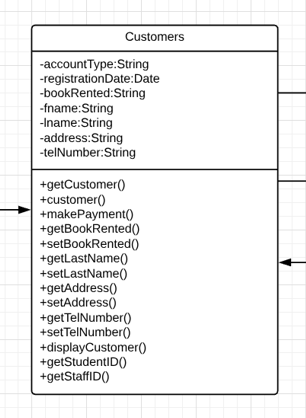 Customers
-accountType:String
-registrationDate:Date
-bookRented:String
-fname:String
-lname:String
-address:String
-telNumber:String
+getCustomer()
+customer()
+makePayment()
+getBookRented()
+setBookRented()
+getLastName()
+setLastName()
+getAddress()
+setAddress()
+getTelNumber()
+setTelNumber()
+displayCustomer()
+getStudentID()
+getStaffID()